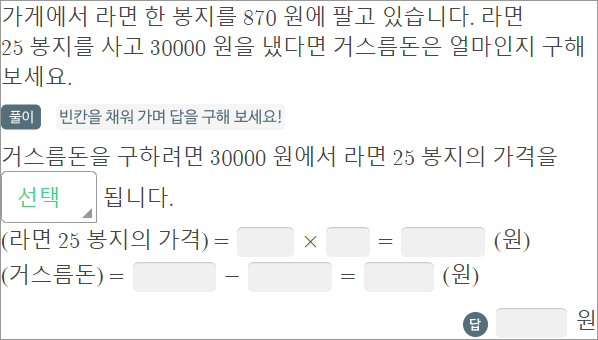 가게에서 라면 한 봉지를 870 원에 팔고 있습니다. 라면
25 봉지를 사고 30000 원을 냈다면 거스름돈은 얼마인지 구해
보세요.
풀이 빈칸을 채워 가며 답을 구해 보세요!
거스름돈을 구하려면 30000 원에서 라면 25 봉지의 가격을
선택 됩니다.
(라면 25 봉지의 가격) = × = (원)
(거스름돈) = − = (원)
답 원